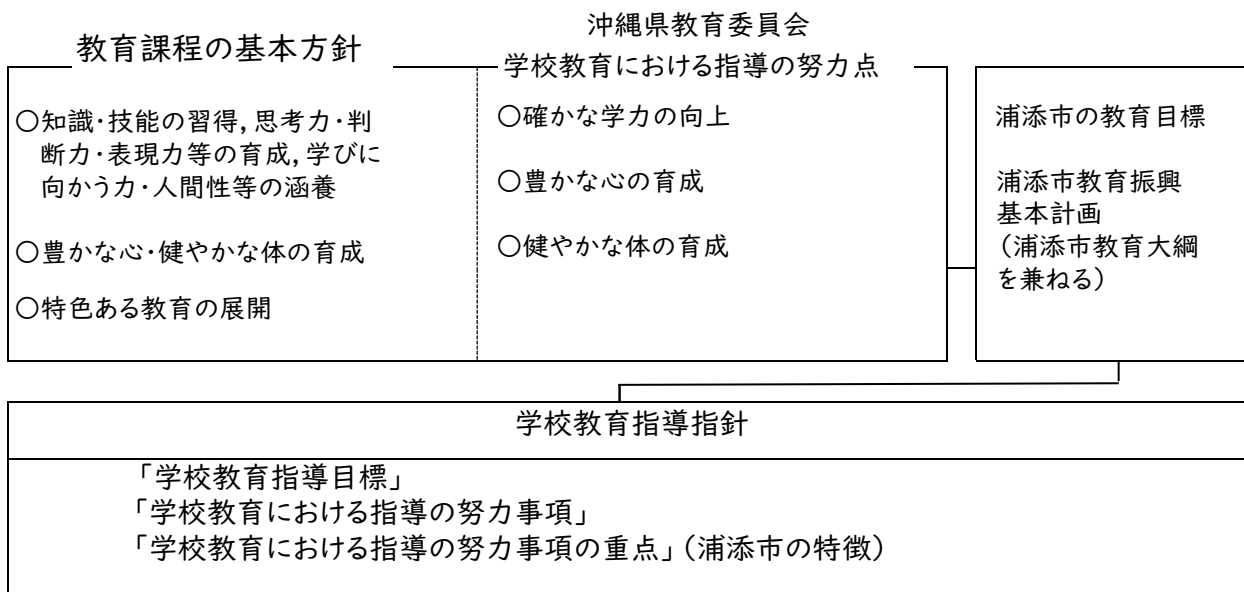 教育課程の基本方針
○知識・技能の習得,思考力・判
断力・表現力等の育成,学びに
向かう力・人間性等の涵養
○豊かな心・健やかな体の育成
○特色ある教育の展開
沖縄県教育委員会
学校教育における指導の努力点
○確かな学力の向上
○豊かな心の育成
○健やかな体の育成
浦添市の教育目標
浦添市教育振興
基本計画
(浦添市教育大綱
を兼ねる)
学校教育指導指針
「学校教育指導目標」
「学校教育における指導の努力事項」
「学校教育における指導の努力事項の重点」(浦添市の特徴)